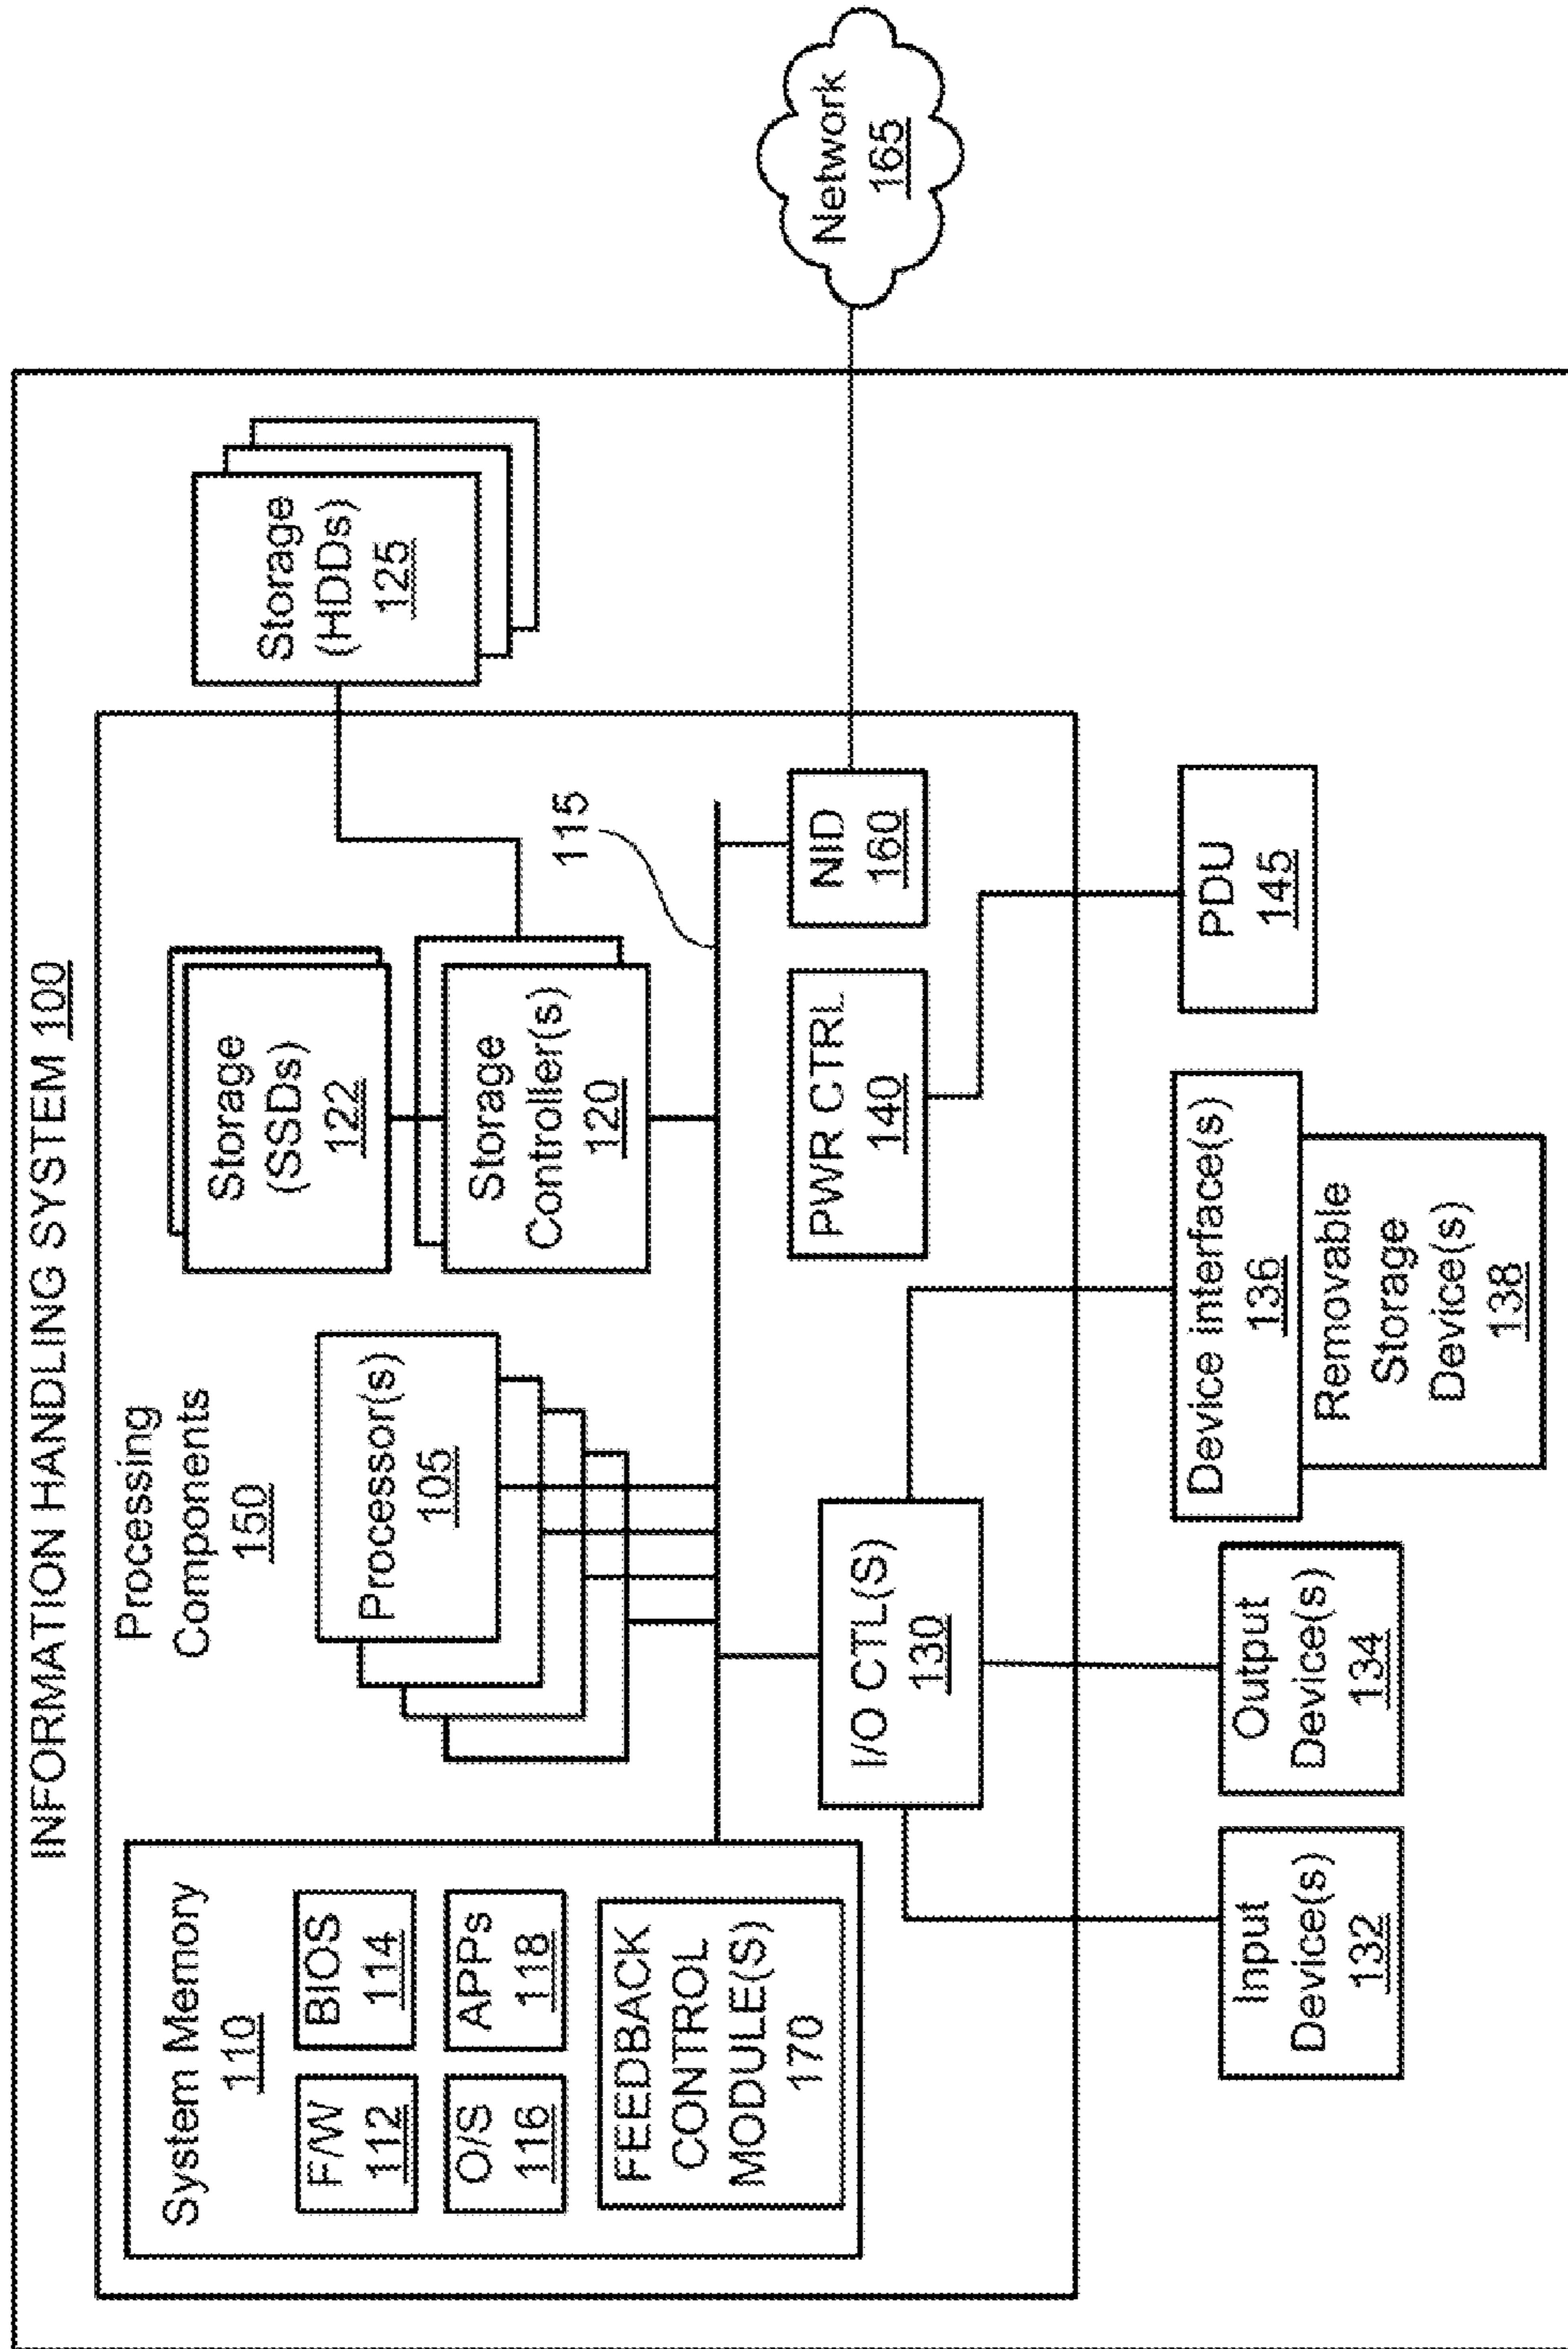 INFORMATION HANDLING SYSTEM 100
Processing
Components
150
System Memory
110
F/W
112
BIOS
114
O/S
116
APPs
118
FEEDBACK
CONTROL
MODULE(S)
170
Processor(s)
105
Storage
(SSDs)
122
Storage
Controller(s)
120
Storage
(HDDs)
125
115
I/O CTL(S)
130
PWR CTRL
140
NID
160
Network
165
Input
Device(s)
132
Output
Device(s)
134
Device interface(s)
136
Removable
Storage
Device(s)
138
PDU
145